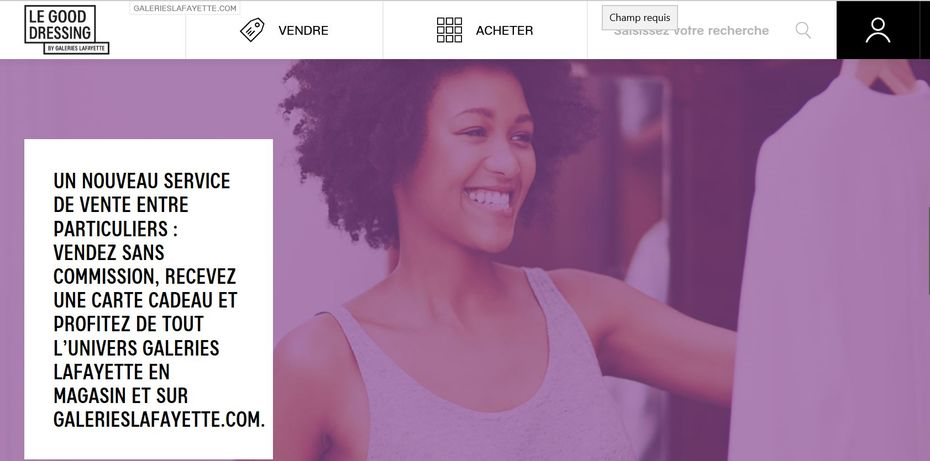 GALERIESLAFAYETTE.COM
LE GOOD
DRESSING
BY GALERIES LAFAYETTE
VENDRE
ACHETER
Champ requis
Saisissez votre recherche
UN NOUVEAU SERVICE
DE VENTE ENTRE
PARTICULIERS :
VENDEZ SANS
COMMISSION, RECEVEZ
UNE CARTE CADEAU ET
PROFITEZ DE TOUT
L’UNIVERS GALERIES
LAFAYETTE EN
MAGASIN ET SUR
GALERIESLAFAYETTE.COM.